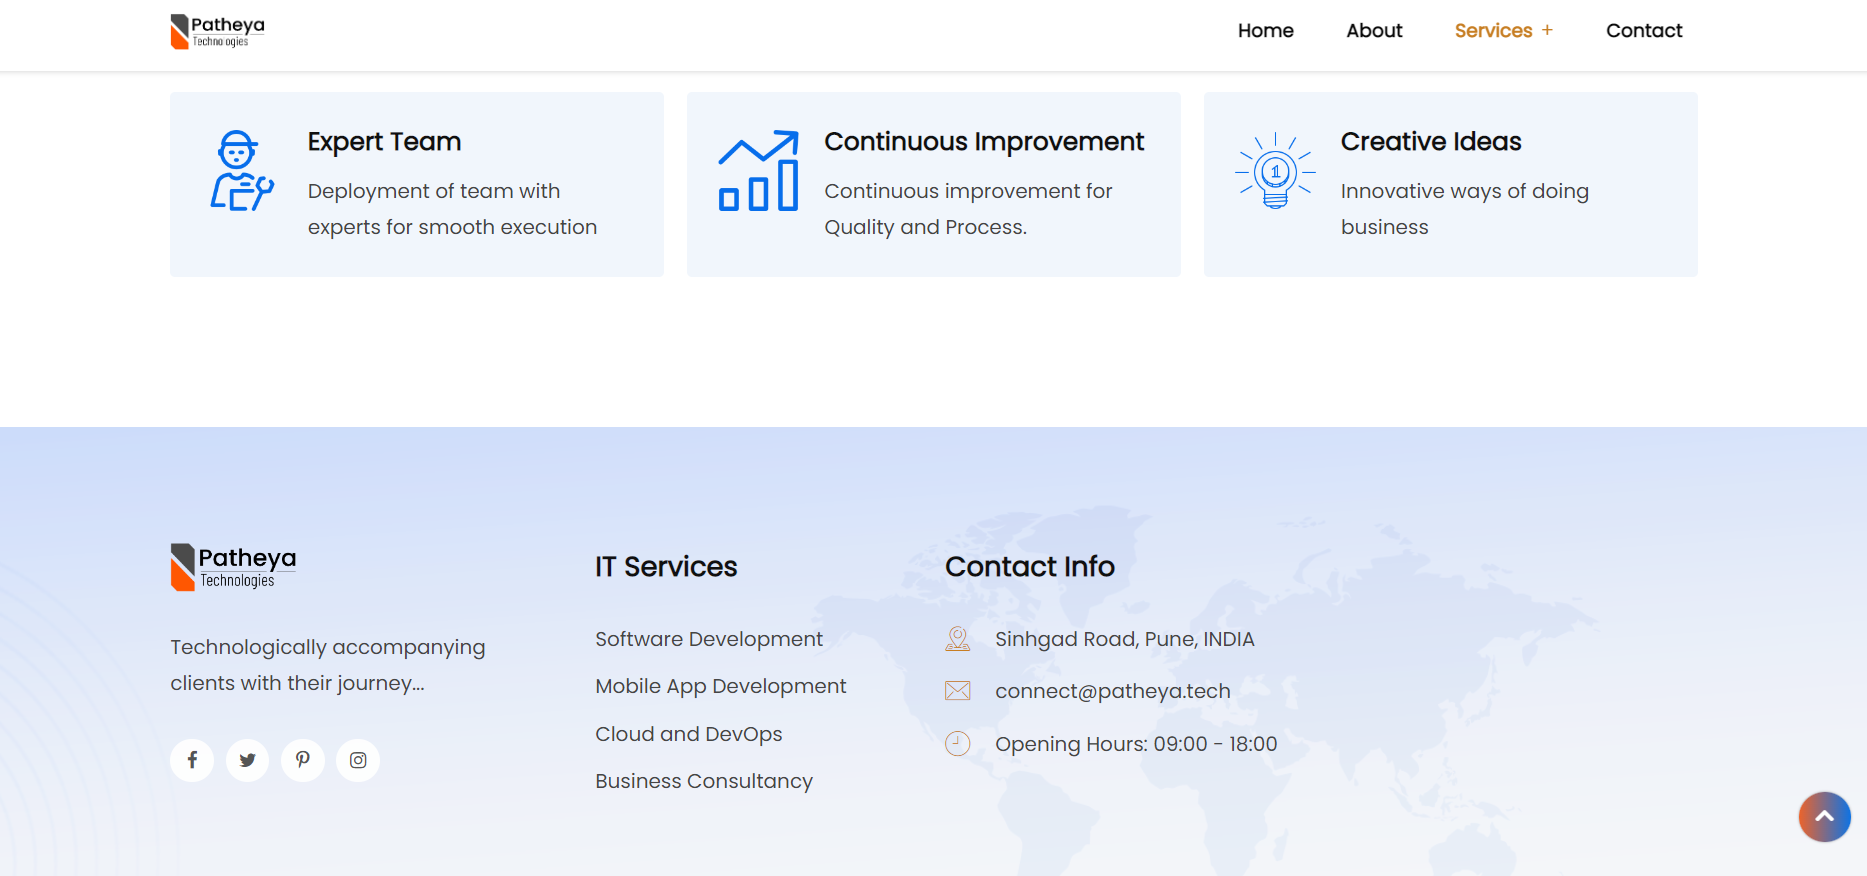 Patheya
Technologies
Home About Services + Contact
Expert Team
Deployment of team with
experts for smooth execution
Continuous Improvement
Continuous improvement for
Quality and Process.
1
Creative Ideas
Innovative ways of doing
business
Patheya
Technologies
Technologically accompanying
clients with their journey...
IT Services
Software Development
Mobile App Development
Cloud and DevOps
Business Consultancy
Contact Info
Sinhgad Road, Pune, INDIA
connect@patheya.tech
Opening Hours: 09:00 - 18:00